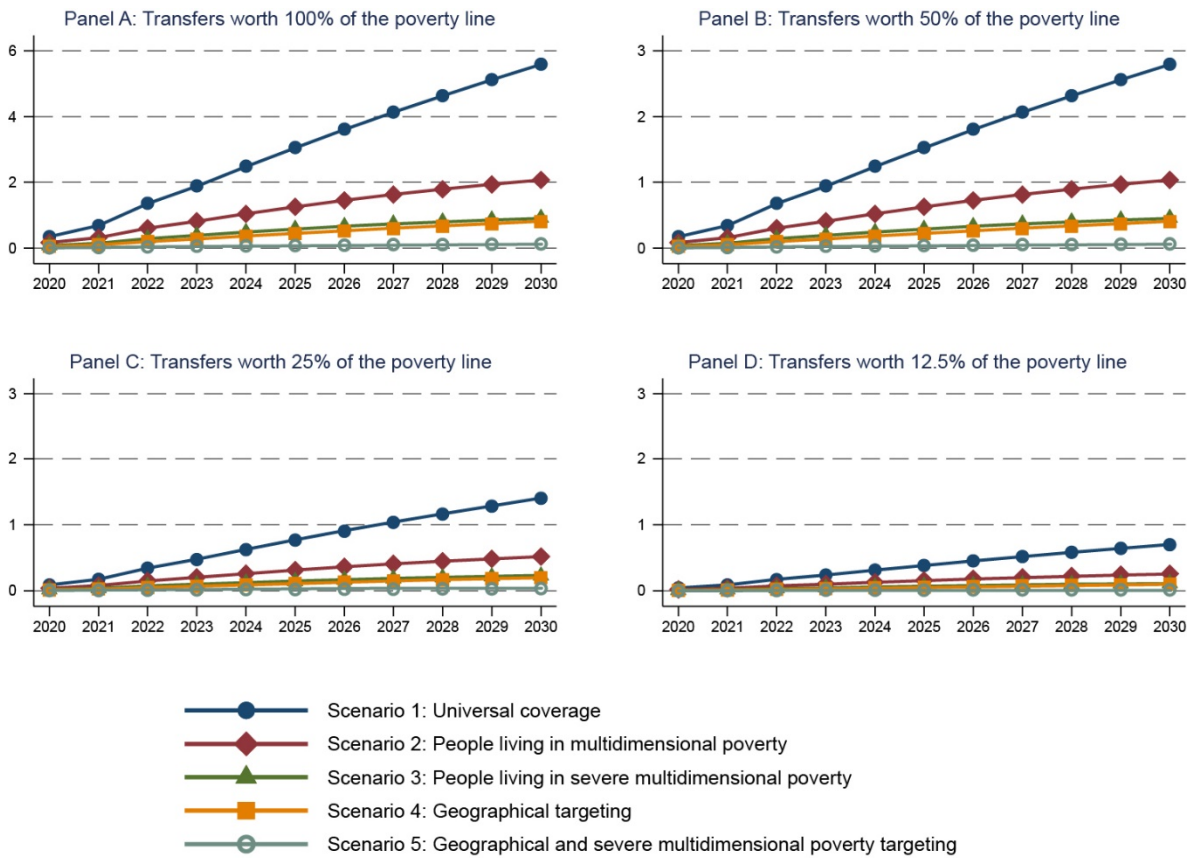 Panel A: Transfers worth 100% of the poverty line
6
4
2
0
2020 2021 2022 2023 2024 2025 2026 2027 2028 2029 2030
Panel B: Transfers worth 50% of the poverty line
3
2
1
0
2020 2021 2022 2023 2024 2025 2026 2027 2028 2029 2030
Panel C: Transfers worth 25% of the poverty line
3
2
1
0
2020 2021 2022 2023 2024 2025 2026 2027 2028 2029 2030
Panel D: Transfers worth 12.5% of the poverty line
3
2
1
0
2020 2021 2022 2023 2024 2025 2026 2027 2028 2029 2030
Scenario 1: Universal coverage
Scenario 2: People living in multidimensional poverty
Scenario 3: People living in severe multidimensional poverty
Scenario 4: Geographical targeting
Scenario 5: Geographical and severe multidimensional poverty targeting